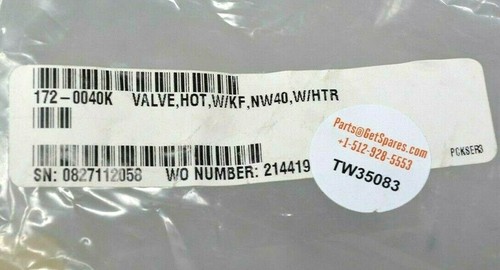 172-0040K VALVE,HOT,W/KF,NW40,W/HTR
SN: 0827112058 WO NUMBER: 214419
PCKSER3
Parts@GetSpares.com
+1-512-928-5553
TW35083